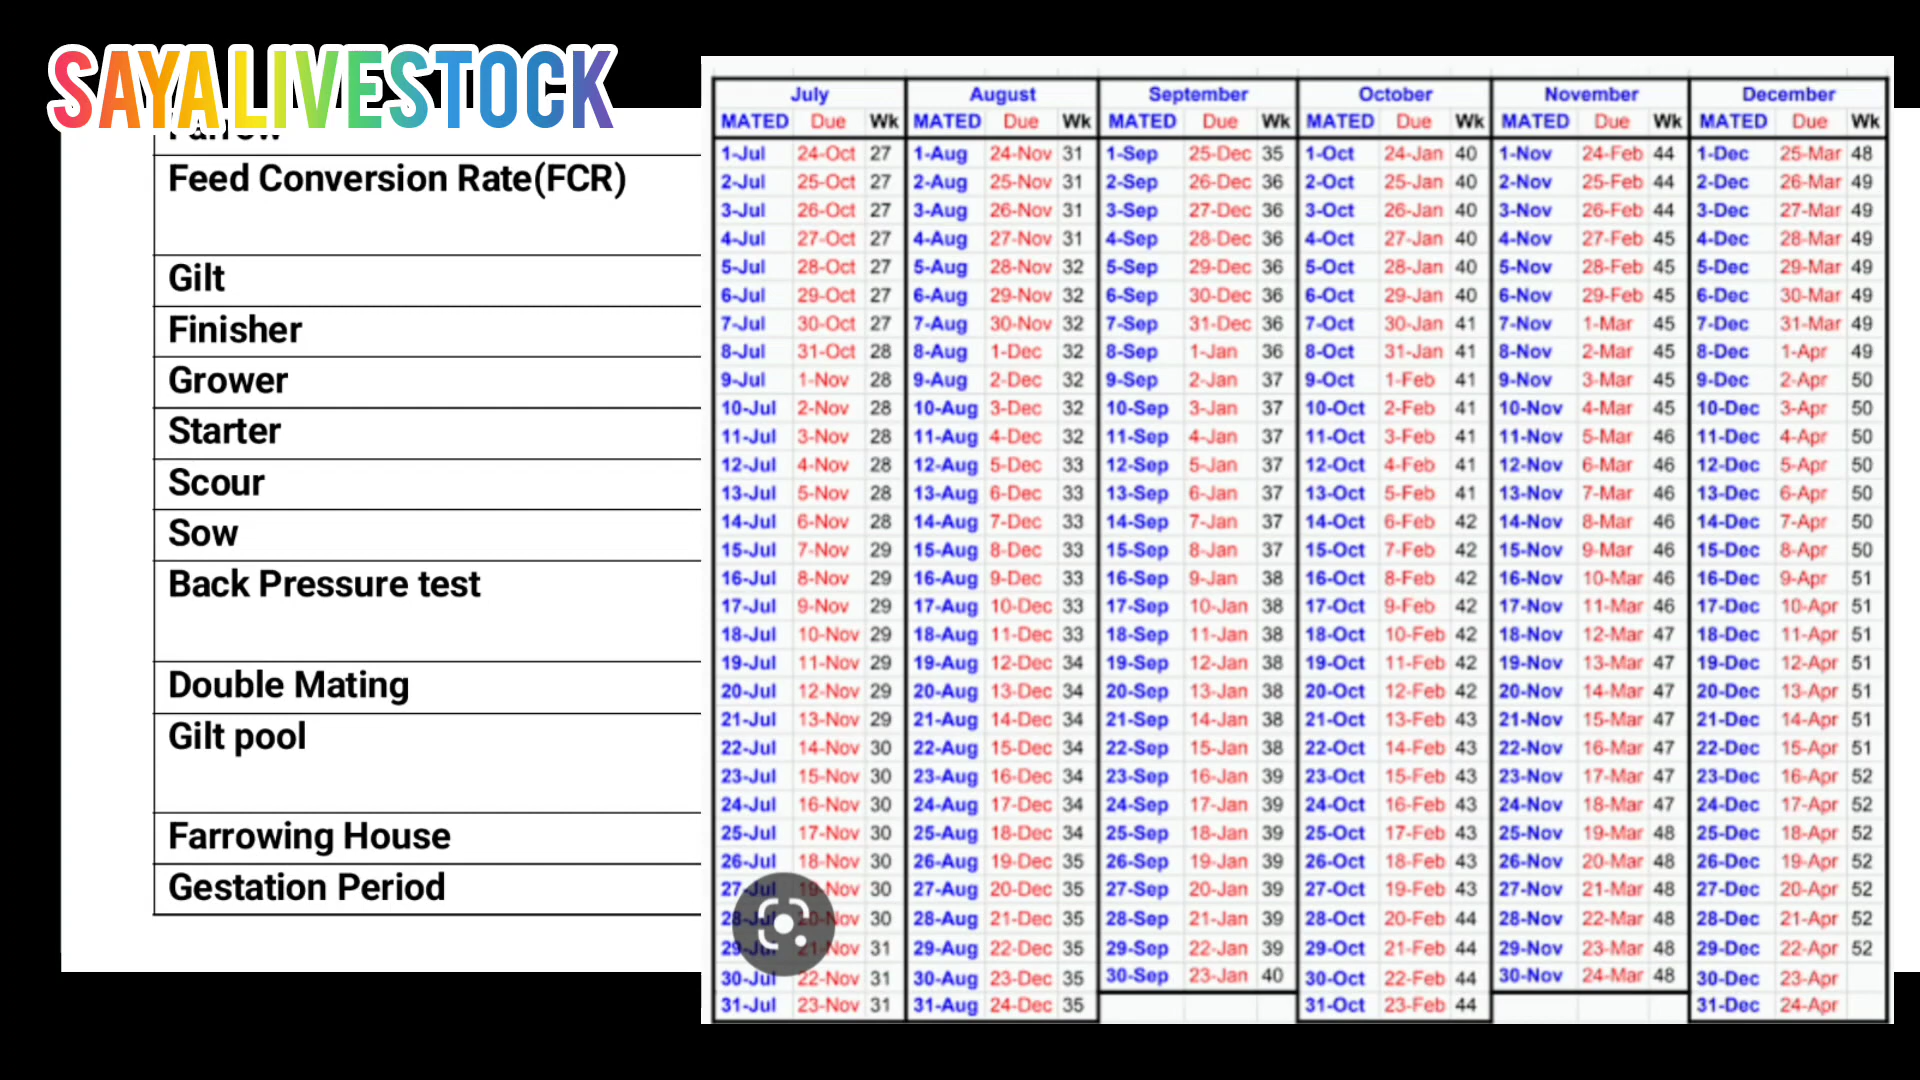 SAYA LIVESTOCK
Farrow
Feed Conversion Rate(FCR)
Gilt
Finisher
Grower
Starter
Scour
Sow
Back Pressure test
Double Mating
Gilt pool
Farrowing House
Gestation Period
July August September October November December
MATED Due Wk MATED Due Wk MATED Due Wk MATED Due Wk MATED Due Wk MATED Due Wk
1-Jul 24-Oct 27 1-Aug 24-Nov 31 1-Sep 25-Dec 35 1-Oct 24-Jan 40 1-Nov 24-Feb 44 1-Dec 25-Mar 48
2-Jul 25-Oct 27 2-Aug 25-Nov 31 2-Sep 26-Dec 36 2-Oct 25-Jan 40 2-Nov 25-Feb 44 2-Dec 26-Mar 49
3-Jul 26-Oct 27 3-Aug 26-Nov 31 3-Sep 27-Dec 36 3-Oct 26-Jan 40 3-Nov 26-Feb 44 3-Dec 27-Mar 49
4-Jul 27-Oct 27 4-Aug 27-Nov 31 4-Sep 28-Dec 36 4-Oct 27-Jan 40 4-Nov 27-Feb 45 4-Dec 28-Mar 49
5-Jul 28-Oct 27 5-Aug 28-Nov 32 5-Sep 29-Dec 36 5-Oct 28-Jan 40 5-Nov 28-Feb 45 5-Dec 29-Mar 49
6-Jul 29-Oct 27 6-Aug 29-Nov 32 6-Sep 30-Dec 36 6-Oct 29-Jan 40 6-Nov 29-Feb 45 6-Dec 30-Mar 49
7-Jul 30-Oct 27 7-Aug 30-Nov 32 7-Sep 31-Dec 36 7-Oct 30-Jan 41 7-Nov 1-Mar 45 7-Dec 31-Mar 49
8-Jul 31-Oct 28 8-Aug 1-Dec 32 8-Sep 1-Jan 36 8-Oct 31-Jan 41 8-Nov 2-Mar 45 8-Dec 1-Apr 49
9-Jul 1-Nov 28 9-Aug 2-Dec 32 9-Sep 2-Jan 37 9-Oct 1-Feb 41 9-Nov 3-Mar 45 9-Dec 2-Apr 50
10-Jul 2-Nov 28 10-Aug 3-Dec 32 10-Sep 3-Jan 37 10-Oct 2-Feb 41 10-Nov 4-Mar 45 10-Dec 3-Apr 50
11-Jul 3-Nov 28 11-Aug 4-Dec 32 11-Sep 4-Jan 37 11-Oct 3-Feb 41 11-Nov 5-Mar 46 11-Dec 4-Apr 50
12-Jul 4-Nov 28 12-Aug 5-Dec 33 12-Sep 5-Jan 37 12-Oct 4-Feb 41 12-Nov 6-Mar 46 12-Dec 5-Apr 50
13-Jul 5-Nov 28 13-Aug 6-Dec 33 13-Sep 6-Jan 37 13-Oct 5-Feb 41 13-Nov 7-Mar 46 13-Dec 6-Apr 50
14-Jul 6-Nov 28 14-Aug 7-Dec 33 14-Sep 7-Jan 37 14-Oct 6-Feb 42 14-Nov 8-Mar 46 14-Dec 7-Apr 50
15-Jul 7-Nov 29 15-Aug 8-Dec 33 15-Sep 8-Jan 37 15-Oct 7-Feb 42 15-Nov 9-Mar 46 15-Dec 8-Apr 50
16-Jul 8-Nov 29 16-Aug 9-Dec 33 16-Sep 9-Jan 38 16-Oct 8-Feb 42 16-Nov 10-Mar 46 16-Dec 9-Apr 51
17-Jul 9-Nov 29 17-Aug 10-Dec 33 17-Sep 10-Jan 38 17-Oct 9-Feb 42 17-Nov 11-Mar 46 17-Dec 10-Apr 51
18-Jul 10-Nov 29 18-Aug 11-Dec 33 18-Sep 11-Jan 38 18-Oct 10-Feb 42 18-Nov 12-Mar 47 18-Dec 11-Apr 51
19-Jul 11-Nov 29 19-Aug 12-Dec 34 19-Sep 12-Jan 38 19-Oct 11-Feb 42 19-Nov 13-Mar 47 19-Dec 12-Apr 51
20-Jul 12-Nov 29 20-Aug 13-Dec 34 20-Sep 13-Jan 38 20-Oct 12-Feb 42 20-Nov 14-Mar 47 20-Dec 13-Apr 51
21-Jul 13-Nov 29 21-Aug 14-Dec 34 21-Sep 14-Jan 38 21-Oct 13-Feb 43 21-Nov 15-Mar 47 21-Dec 14-Apr 51
22-Jul 14-Nov 30 22-Aug 15-Dec 34 22-Sep 15-Jan 38 22-Oct 14-Feb 43 22-Nov 16-Mar 47 22-Dec 15-Apr 51
23-Jul 15-Nov 30 23-Aug 16-Dec 34 23-Sep 16-Jan 39 23-Oct 15-Feb 43 23-Nov 17-Mar 47 23-Dec 16-Apr 52
24-Jul 16-Nov 30 24-Aug 17-Dec 34 24-Sep 17-Jan 39 24-Oct 16-Feb 43 24-Nov 18-Mar 47 24-Dec 17-Apr 52
25-Jul 17-Nov 30 25-Aug 18-Dec 34 25-Sep 18-Jan 39 25-Oct 17-Feb 43 25-Nov 19-Mar 48 25-Dec 18-Apr 52
26-Jul 18-Nov 30 26-Aug 19-Dec 35 26-Sep 19-Jan 39 26-Oct 18-Feb 43 26-Nov 20-Mar 48 26-Dec 19-Apr 52
27-Jul 19-Nov 30 27-Aug 20-Dec 35 27-Sep 20-Jan 39 27-Oct 19-Feb 43 27-Nov 21-Mar 48 27-Dec 20-Apr 52
28-Jul 20-Nov 30 28-Aug 21-Dec 35 28-Sep 21-Jan 39 28-Oct 20-Feb 44 28-Nov 22-Mar 48 28-Dec 21-Apr 52
29-Jul 21-Nov 31 29-Aug 22-Dec 35 29-Sep 22-Jan 39 29-Oct 21-Feb 44 29-Nov 23-Mar 48 29-Dec 22-Apr 52
30-Jul 22-Nov 31 30-Aug 23-Dec 35 30-Sep 23-Jan 40 30-Oct 22-Feb 44 30-Nov 24-Mar 48 30-Dec 23-Apr
31-Jul 23-Nov 31 31-Aug 24-Dec 35 31-Oct 23-Feb 44 31-Dec 24-Apr